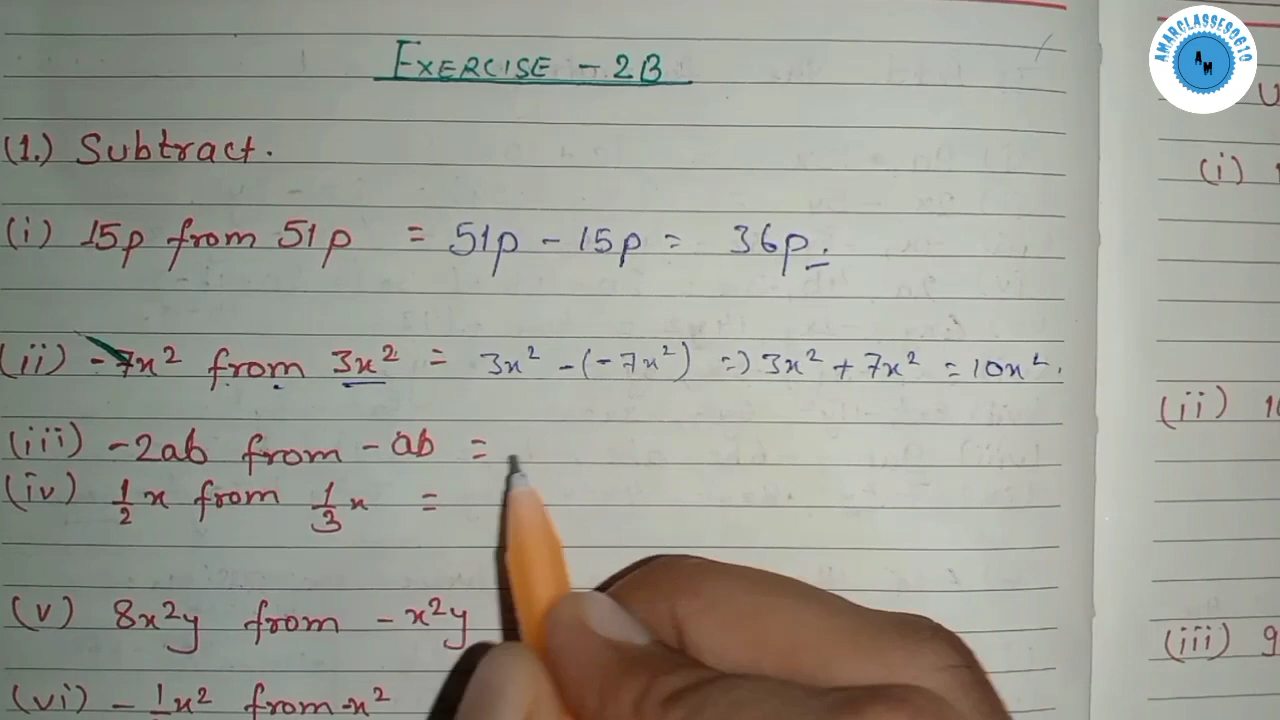 AMARCLASSES0610
AM
EXERCISE - 2B
(1.) Subtract.
(i) 15p from 51p = 51p - 15p = 36p.
(ii) -7x² from 3x² = 3x² - (-7x²) => 3x² + 7x² = 10x².
(iii) -2ab from -ab =
(iv) 1/2 x from 1/3 x =
(v) 8x²y from -x²y
(vi) - x² from -x²
(i)
(ii)
(iii) 9